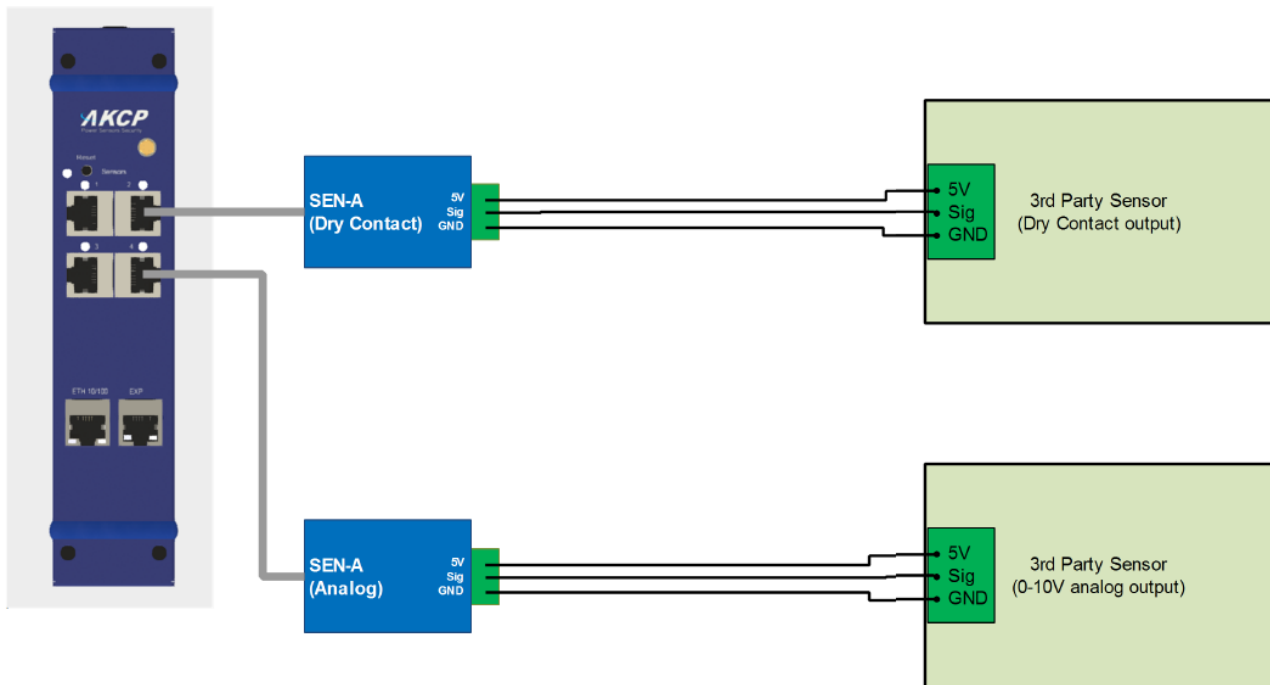 AKCP
Power Sensors Security
Manual
Sensors
1 2
3 4
ETH 10/100 EXP
SEN-A
(Dry Contact)
5V
Sig
GND
5V
Sig
GND
3rd Party Sensor
(Dry Contact output)
SEN-A
(Analog)
5V
Sig
GND
5V
Sig
GND
3rd Party Sensor
(0-10V analog output)